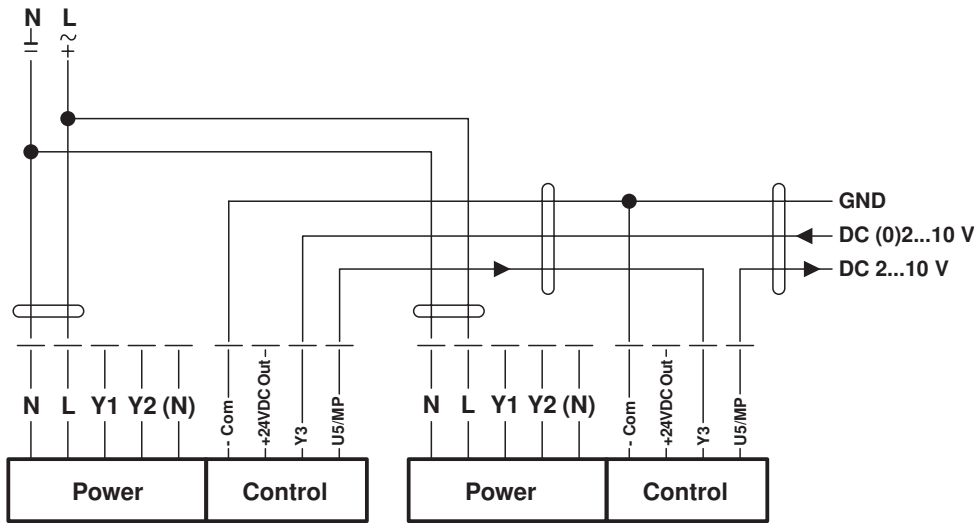 N L
GND
DC (0)2...10 V
DC 2...10 V
N L Y1 Y2 (N) - Com +24VDC Out Y3 U5/MP N L Y1 Y2 (N) - Com +24VDC Out Y3 U5/MP
Power Control Power Control